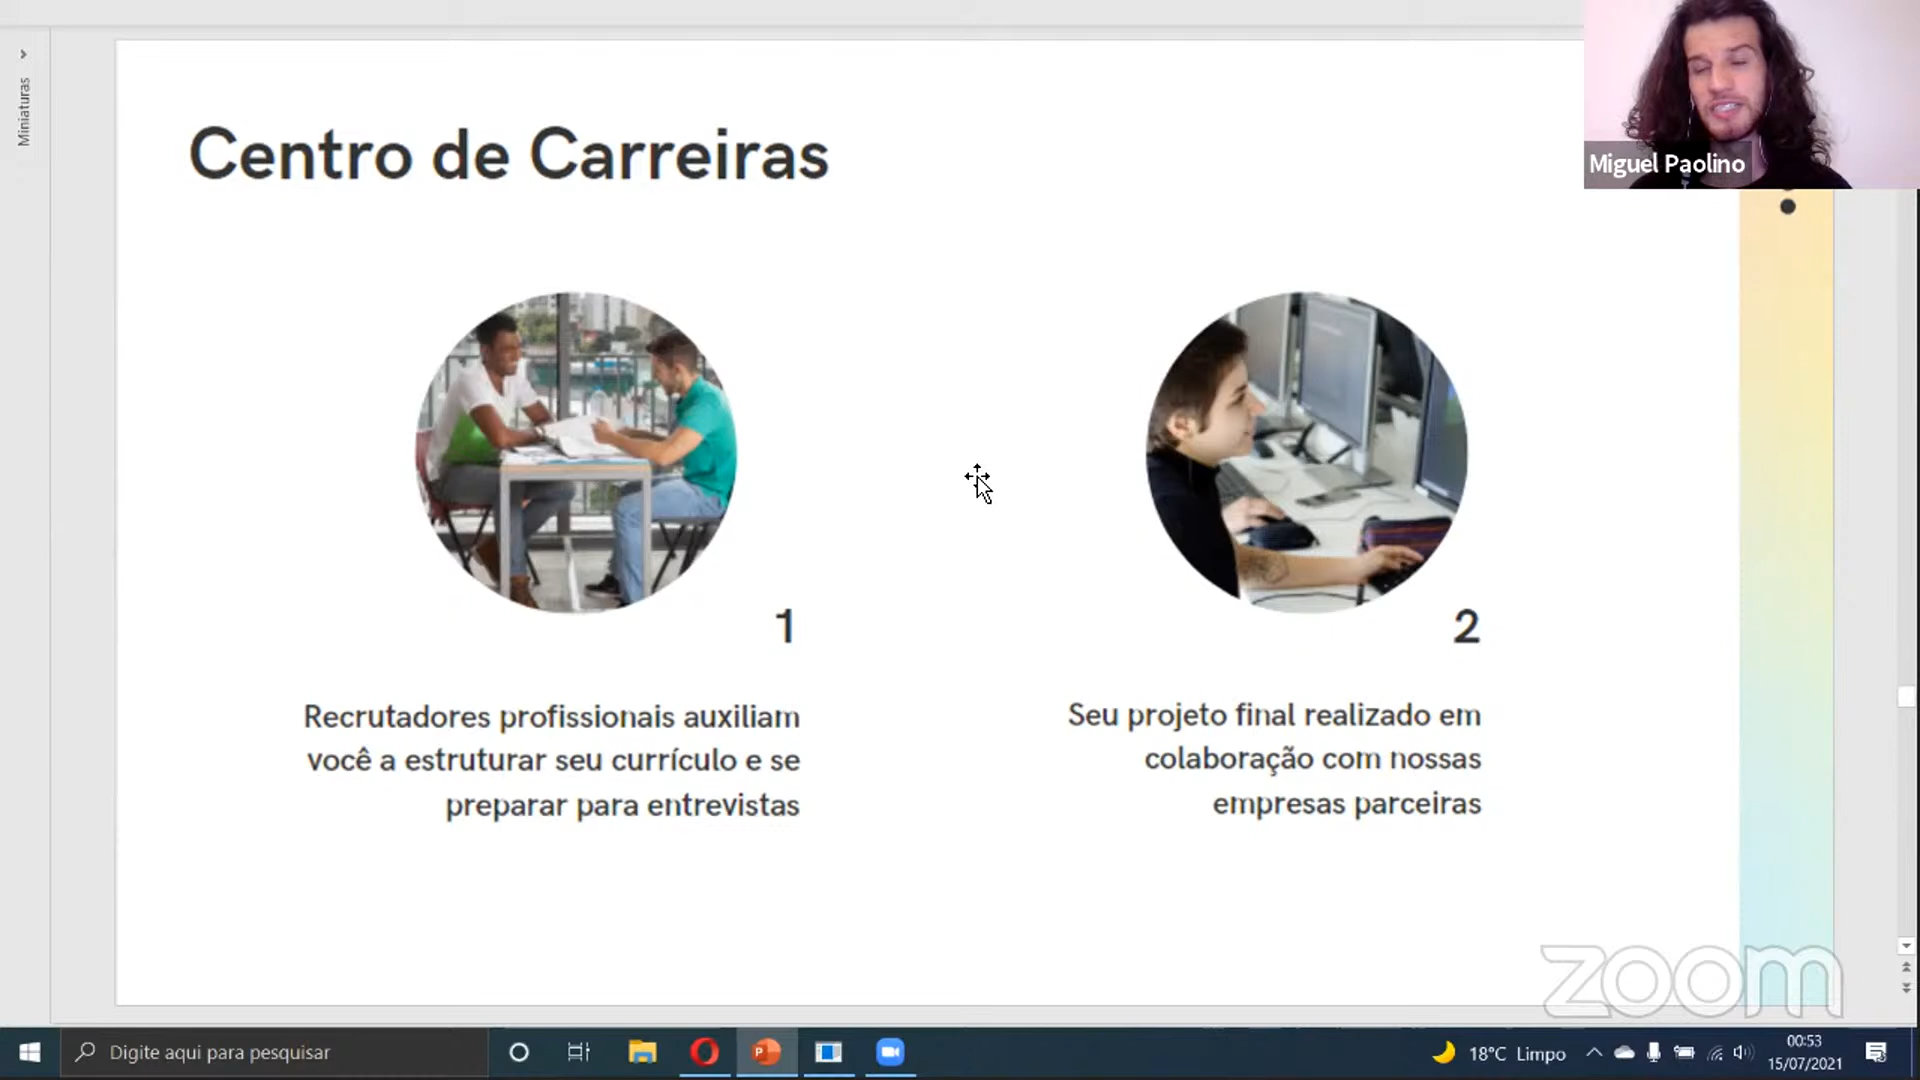 Miniaturas
Centro de Carreiras
Miguel Paolino
1
Recrutadores profissionais auxiliam
você a estruturar seu currículo e se
preparar para entrevistas
2
Seu projeto final realizado em
colaboração com nossas
empresas parceiras
zoom
Digite aqui para pesquisar
18°C Limpo
00:53
15/07/2021